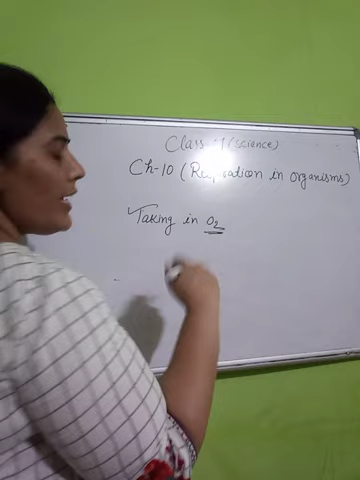 Class 7 (science)
Ch-10 (Respiration in organisms)
Taking in O₂